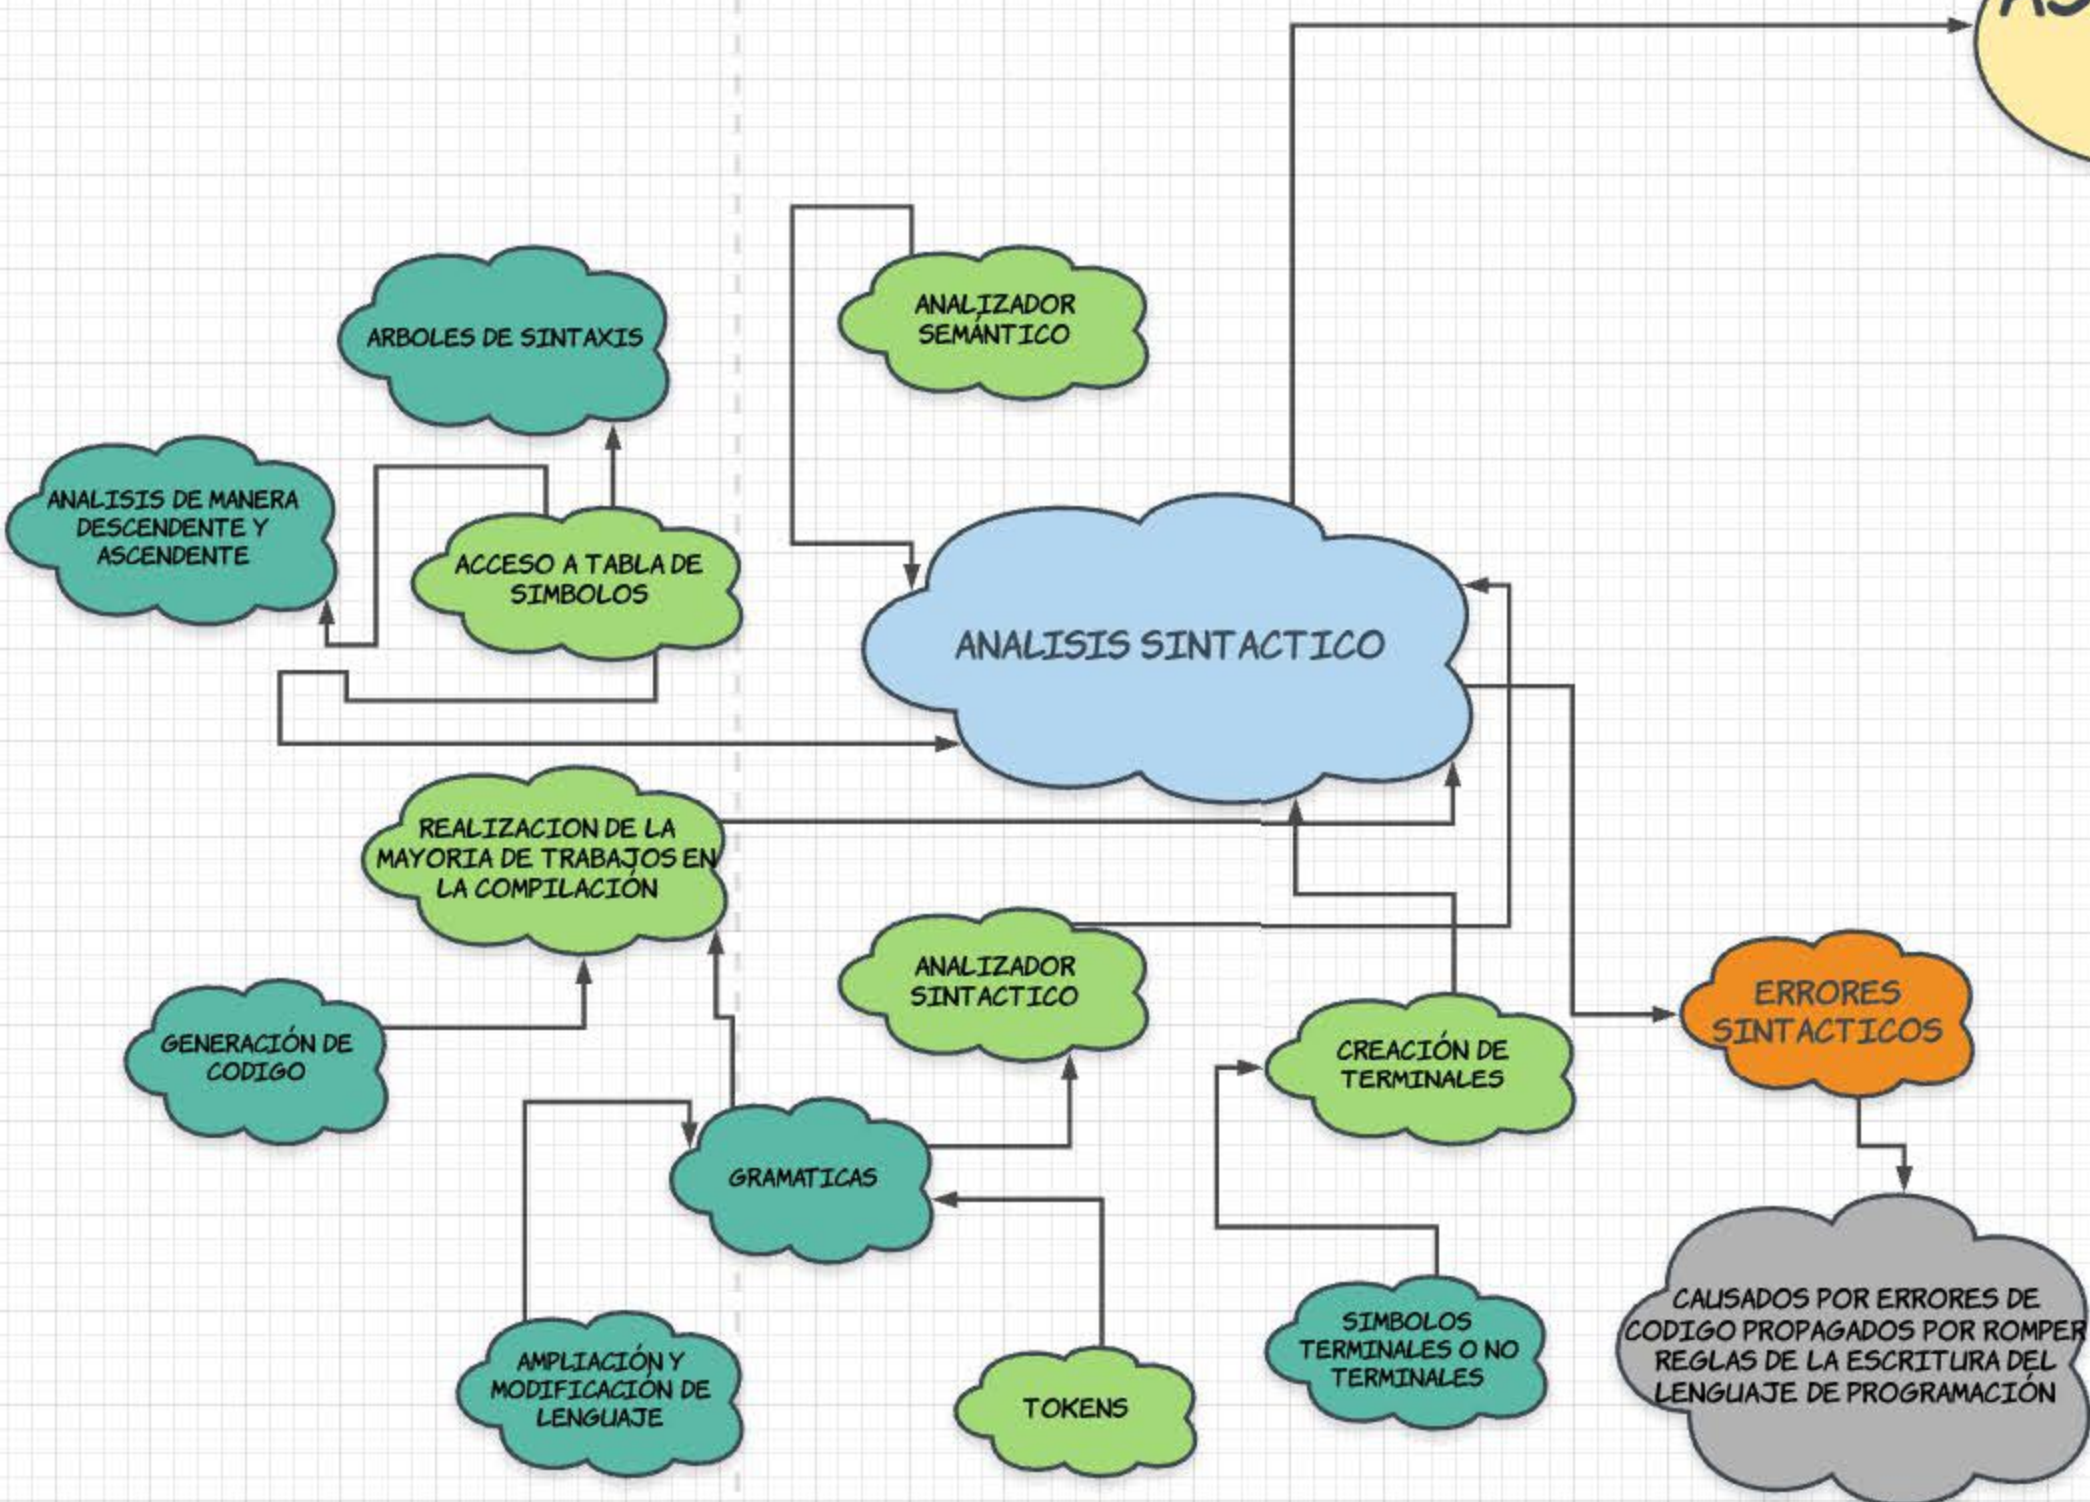 AS
ANALIZADOR
SEMÁNTICO
ARBOLES DE SINTAXIS
ANALISIS DE MANERA
DESCENDENTE Y
ASCENDENTE
ACCESO A TABLA DE
SIMBOLOS
ANALISIS SINTACTICO
REALIZACION DE LA
MAYORIA DE TRABAJOS EN
LA COMPILACIÓN
ANALIZADOR
SINTACTICO
ERRORES
SINTACTICOS
GENERACIÓN DE
CODIGO
CREACIÓN DE
TERMINALES
GRAMATICAS
CAUSADOS POR ERRORES DE
CODIGO PROPAGADOS POR ROMPER
REGLAS DE LA ESCRITURA DEL
LENGUAJE DE PROGRAMACIÓN
SIMBOLOS
TERMINALES O NO
TERMINALES
AMPLIACIÓN Y
MODIFICACIÓN DE
LENGUAJE
TOKENS